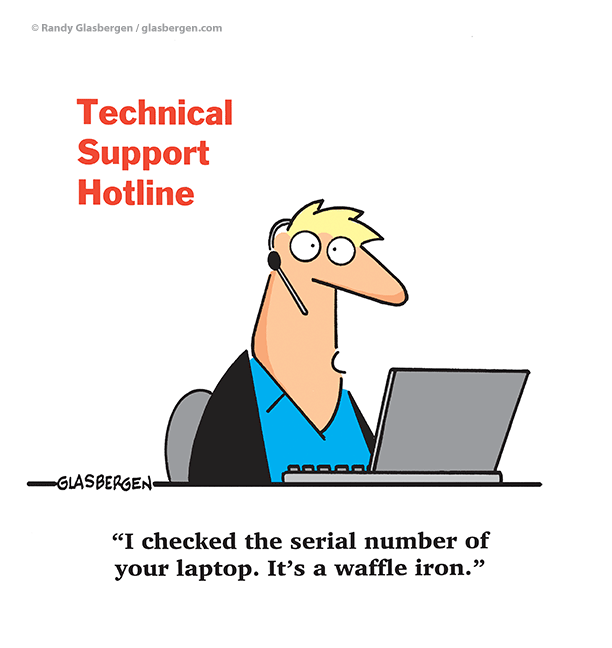 © Randy Glasbergen / glasbergen.com
Technical
Support
Hotline
GLASBERGEN
“I checked the serial number of
your laptop. It’s a waffle iron.”